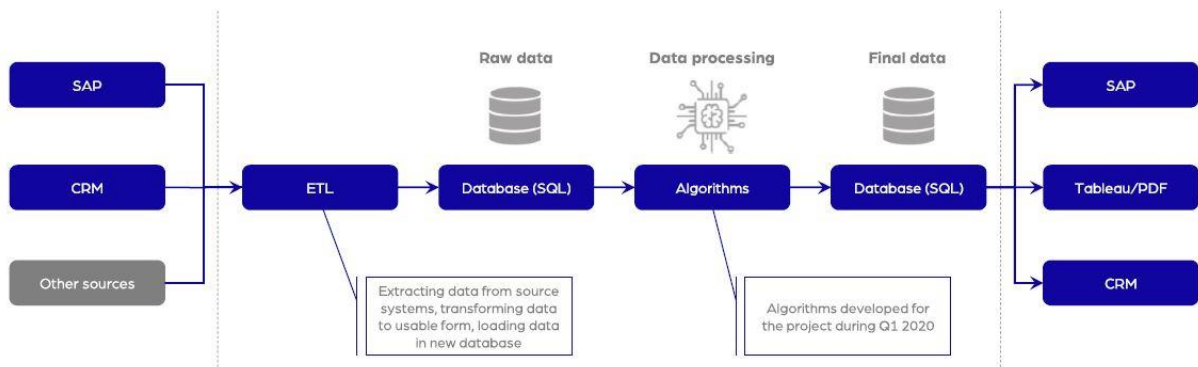 Raw data
Data processing
Final data
SAP
SAP
CRM
ETL
Database (SQL)
Algorithms
Database (SQL)
Tableau/PDF
Other sources
CRM
Extracting data from source
systems, transforming data
to usable form, loading data
in new database
Algorithms developed for
the project during Q1 2020